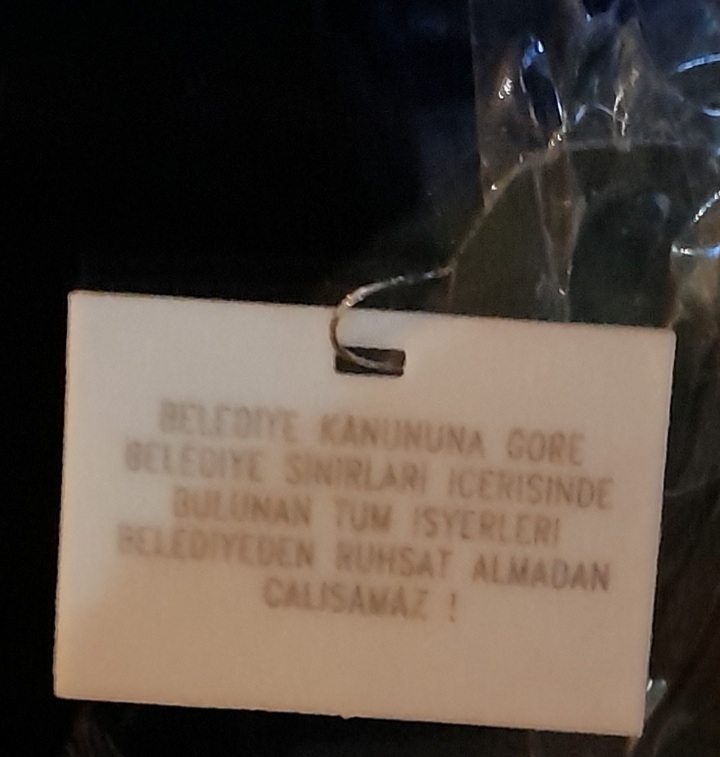 BELEDIYE KANUNUNA GORE
BELEDIYE SINIRLARI ICERISINDE
BULUNAN TUM ISYERLERI
BELEDIYEDEN RUHSAT ALMADAN
CALISAMAZ !